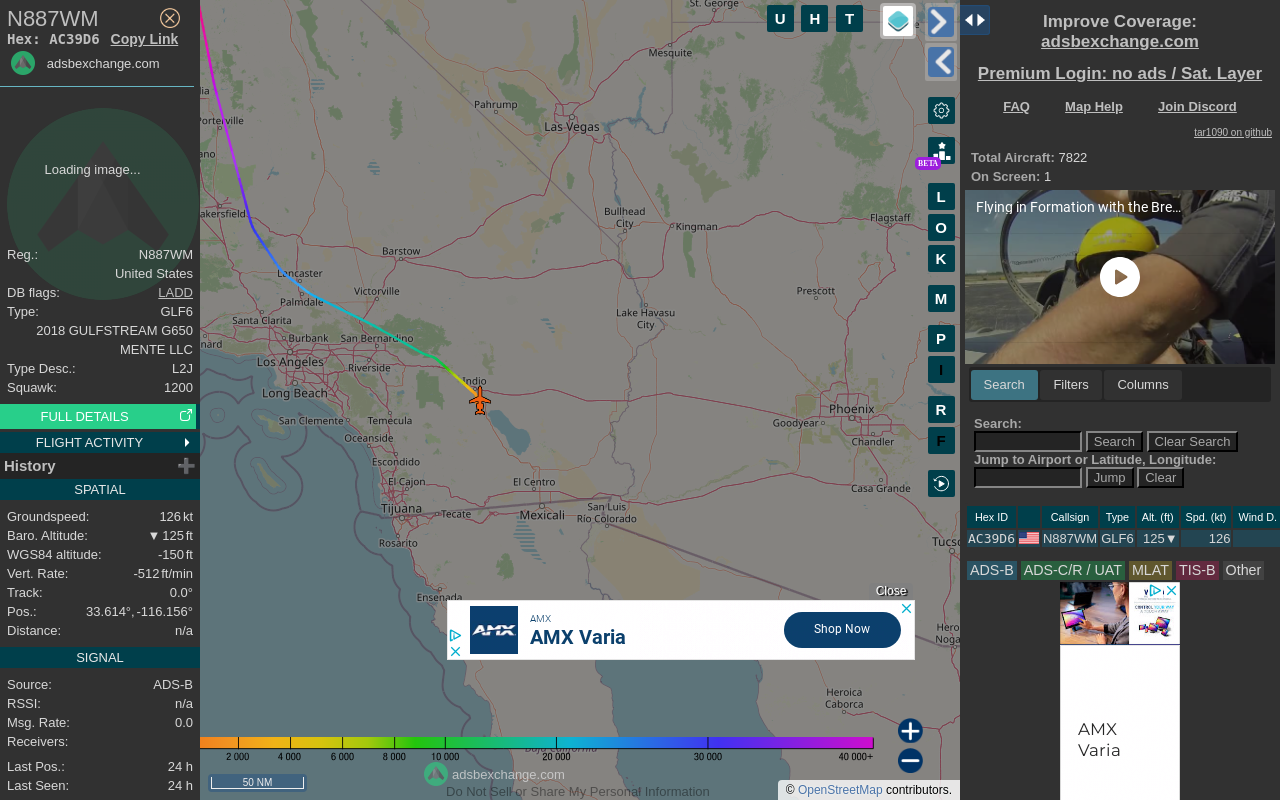 N887WM
Hex: AC39D6 Copy Link
adsbexchange.com
Loading image...
Reg.: N887WM
United States
DB flags: LADD
Type: GLF6
2018 GULFSTREAM G650
MENTE LLC
Type Desc.: L2J
Squawk: 1200
FULL DETAILS
FLIGHT ACTIVITY
History
SPATIAL
Groundspeed: 126 kt
Baro. Altitude: ▼ 125 ft
WGS84 altitude: -150 ft
Vert. Rate: -512 ft/min
Track: 0.0°
Pos.: 33.614°, -116.156°
Distance: n/a
SIGNAL
Source: ADS-B
RSSI: n/a
Msg. Rate: 0.0
Receivers:
Last Pos.: 24 h
Last Seen: 24 h
St. George
Mesquite
Pahrump
Las Vegas
Porterville
Bakersfield
Bullhead
City
Kingman
Flagstaff
Barstow
Lancaster
Palmdale
Victorville
Prescott
Santa Clarita
Lake Havasu
City
Burbank
San Bernardino
Los Angeles
Riverside
Long Beach
Indio
San Clemente
Temecula
Phoenix
Goodyear
Chandler
Oceanside
Escondido
El Cajon
El Centro
Casa Grande
Tijuana
Tecate
Mexicali
San Luis
Río Colorado
Rosarito
Ensenada
Heroica
Caborca
U H T
BETA
L
O
K
M
P
I
R
F
Close
AMX
AMX Varia
Shop Now
2 000 4 000 6 000 8 000 10 000 20 000 30 000 40 000+
50 NM
adsbexchange.com
Do Not Sell or Share My Personal Information
© OpenStreetMap contributors.
Improve Coverage:
adsbexchange.com
Premium Login: no ads / Sat. Layer
FAQ Map Help Join Discord
tar1090 on github
Total Aircraft: 7822
On Screen: 1
Flying in Formation with the Bre...
Search Filters Columns
Search:
Search Clear Search
Jump to Airport or Latitude, Longitude:
Jump Clear
Hex ID Callsign Type Alt. (ft) Spd. (kt) Wind D.
AC39D6 N887WM GLF6 125▼ 126
ADS-B ADS-C/R / UAT MLAT TIS-B Other
CONTROL YOUR
AMX
Varia